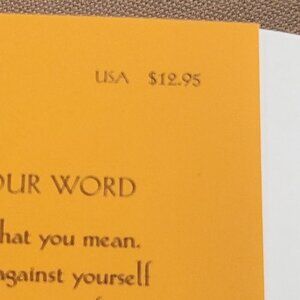 USA $12.95
OUR WORD
hat you mean.
against yourself